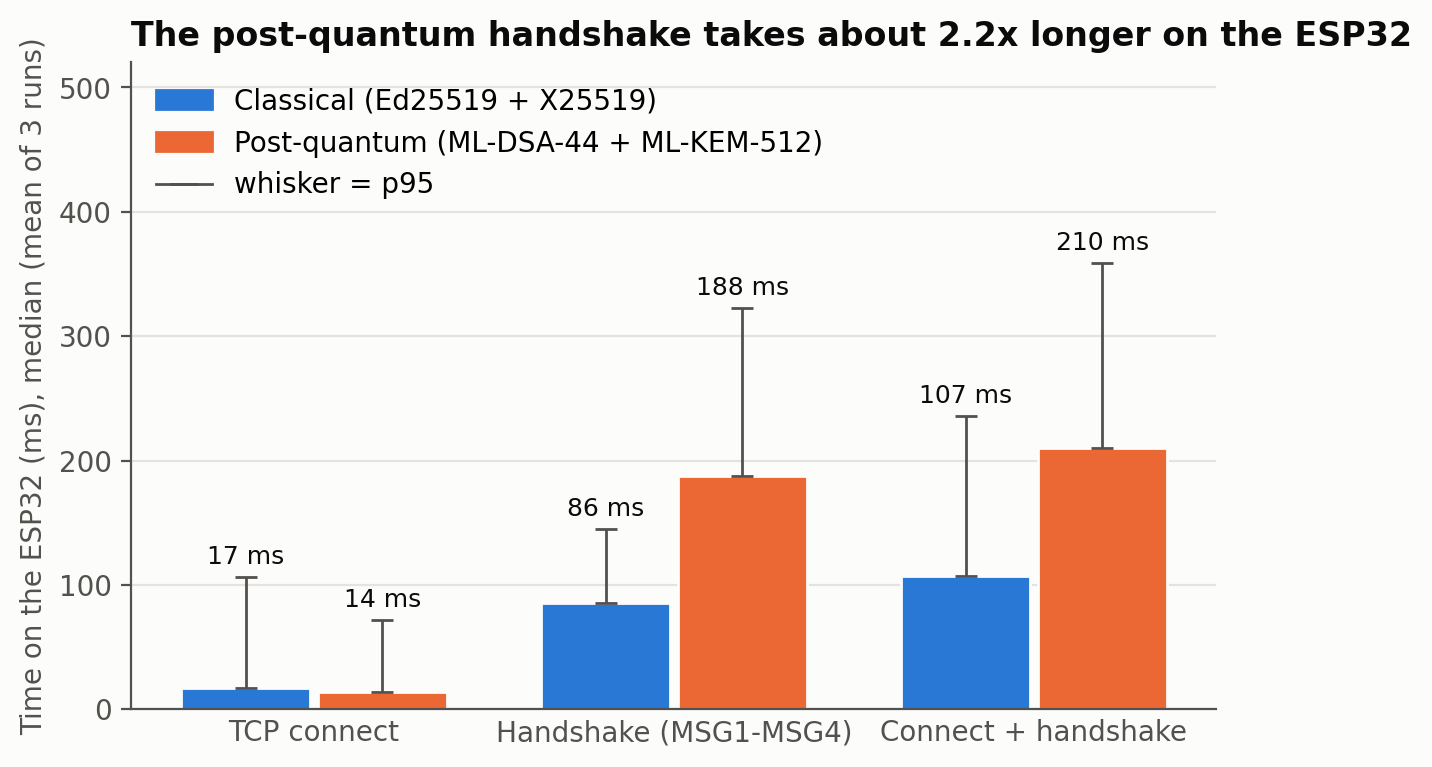 The post-quantum handshake takes about 2.2x longer on the ESP32
Time on the ESP32 (ms), median (mean of 3 runs)
500
400
300
200
100
0
Classical (Ed25519 + X25519)
Post-quantum (ML-DSA-44 + ML-KEM-512)
whisker = p95
17 ms
14 ms
86 ms
188 ms
107 ms
210 ms
TCP connect
Handshake (MSG1-MSG4)
Connect + handshake